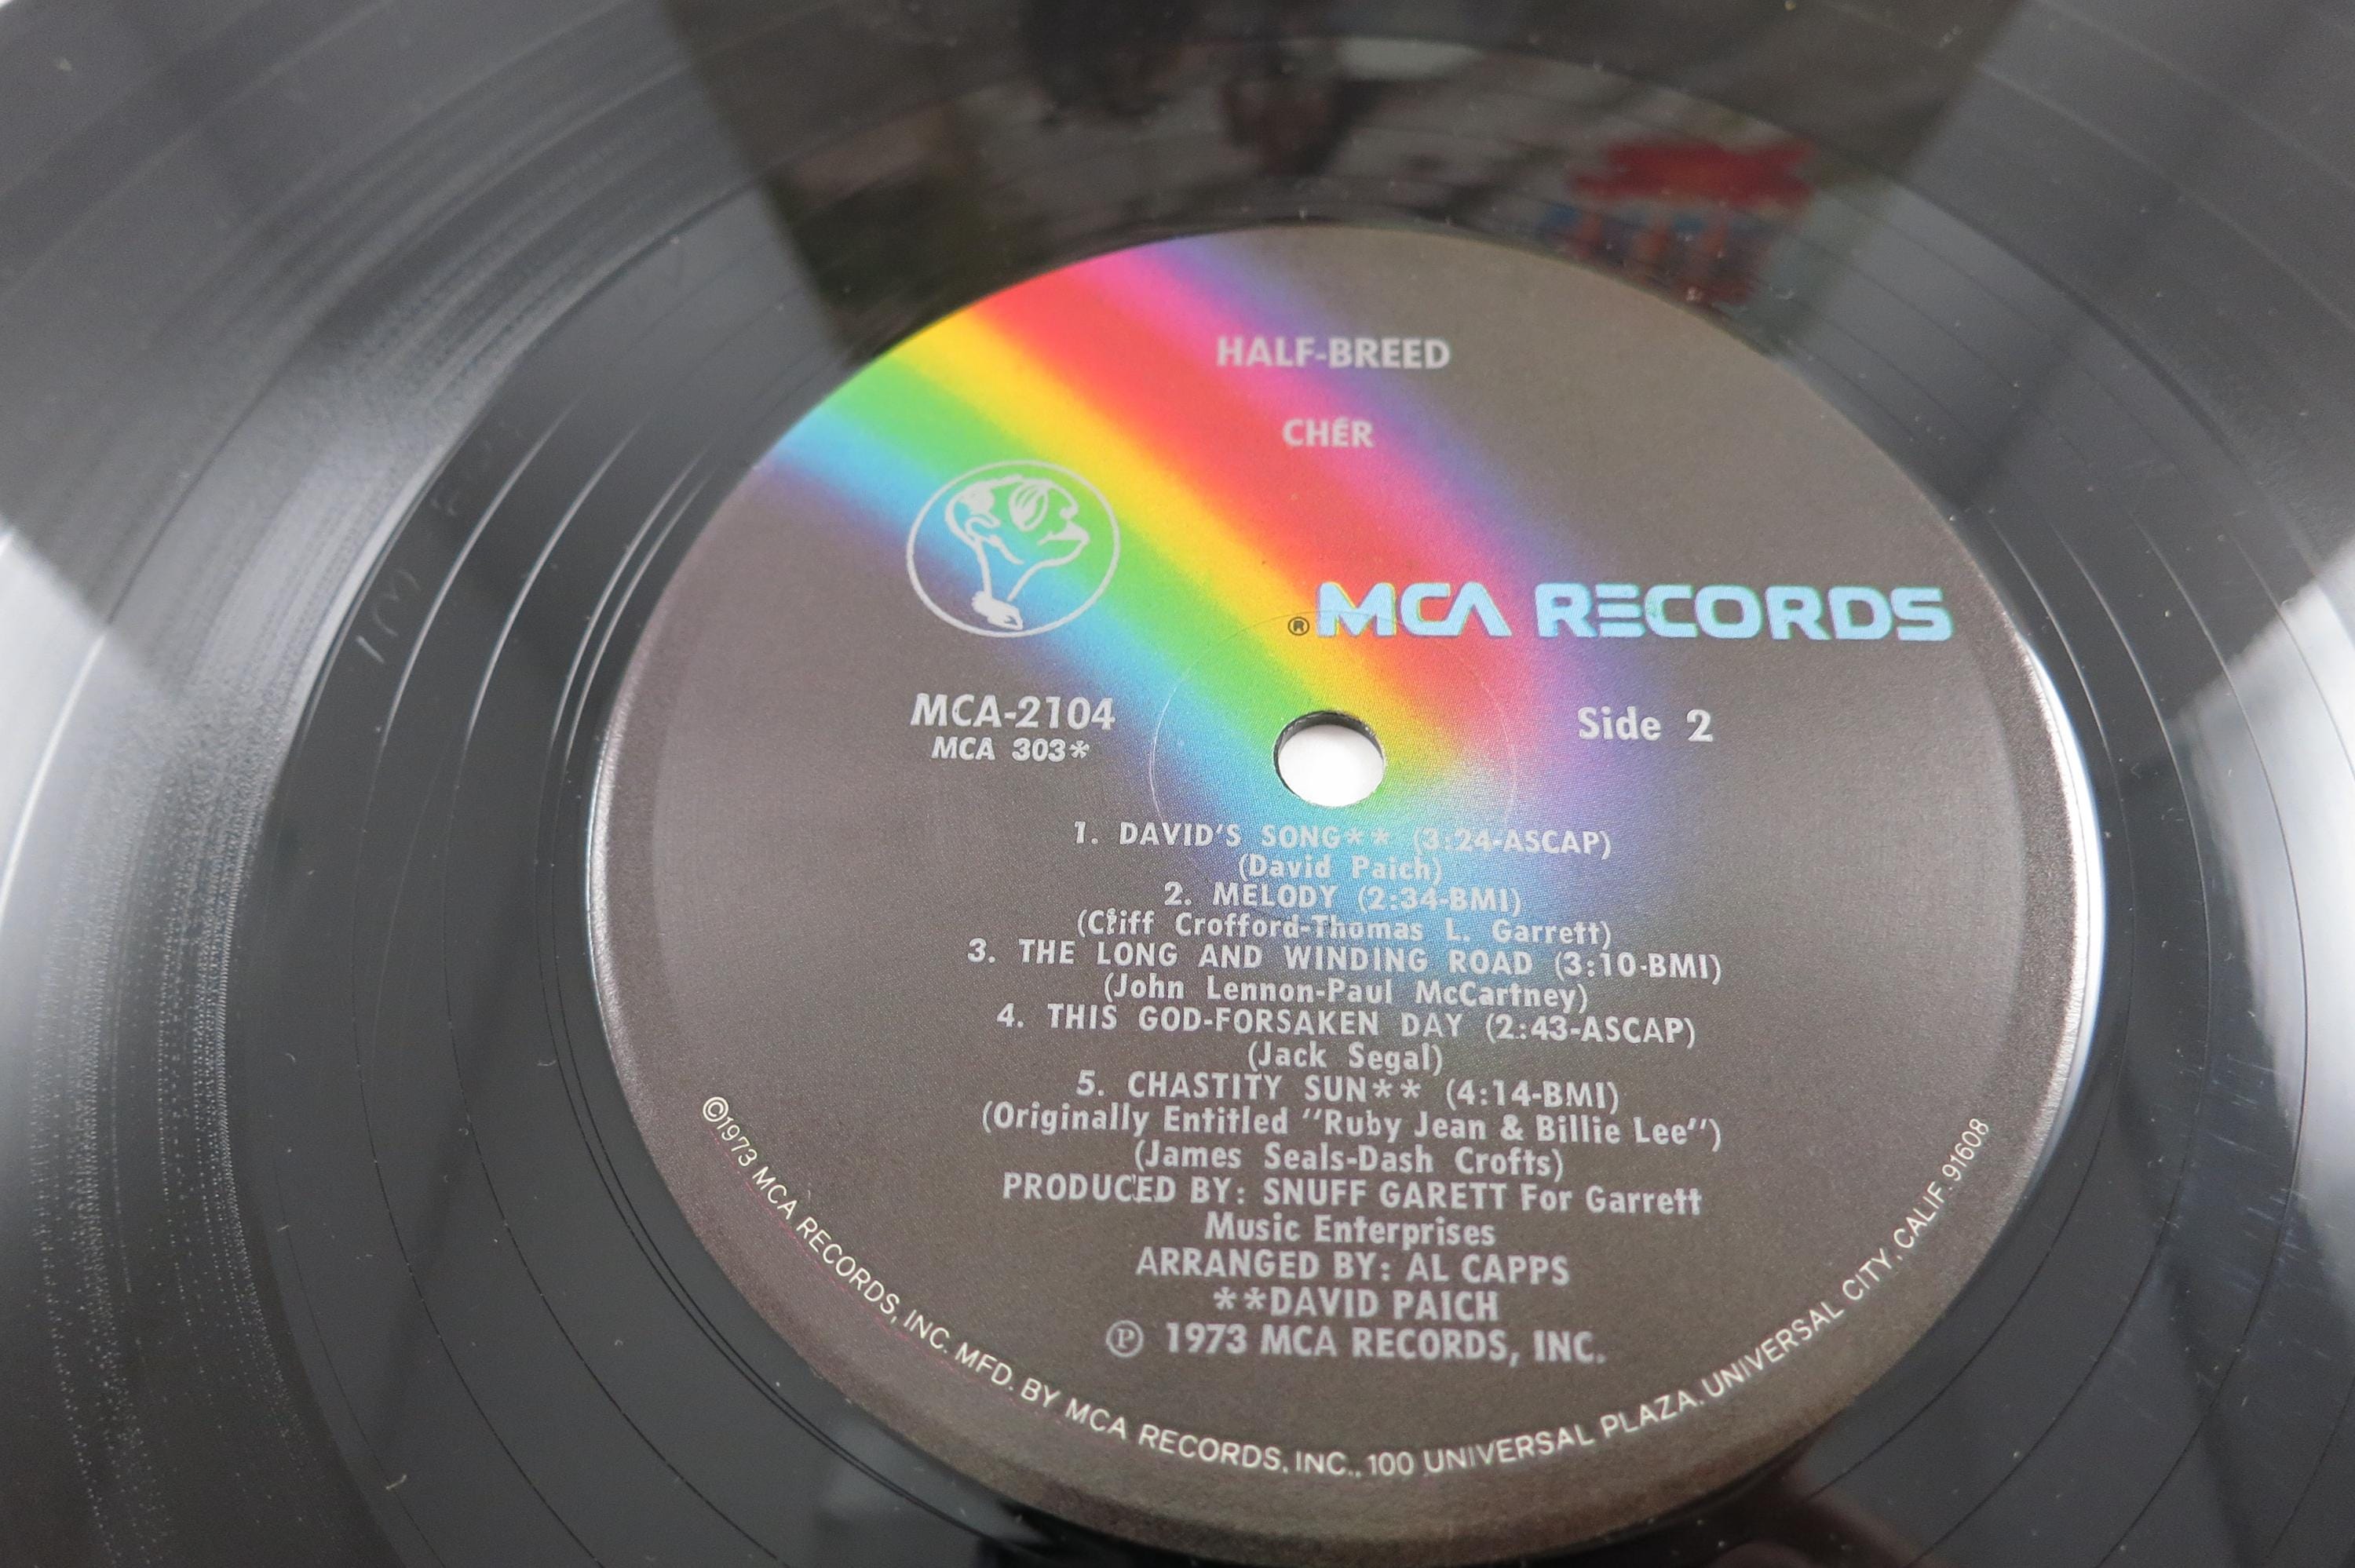 HALF-BREED
CHÉR
® MCA RECORDS
MCA-2104
MCA 303*
Side 2
1. DAVID'S SONG** (3:24-ASCAP)
(David Paich)
2. MELODY (2:34-BMI)
(Cliff Crofford-Thomas L. Garrett)
3. THE LONG AND WINDING ROAD (3:10-BMI)
(John Lennon-Paul McCartney)
4. THIS GOD-FORSAKEN DAY (2:43-ASCAP)
(Jack Segal)
5. CHASTITY SUN** (4:14-BMI)
(Originally Entitled "Ruby Jean & Billie Lee")
(James Seals-Dash Crofts)
PRODUCED BY: SNUFF GARETT For Garrett
Music Enterprises
ARRANGED BY: AL CAPPS
**DAVID PAICH
℗ 1973 MCA RECORDS, INC.
©1973 MCA RECORDS, INC. MFD. BY MCA RECORDS, INC., 100 UNIVERSAL PLAZA, UNIVERSAL CITY, CALIF. 91608